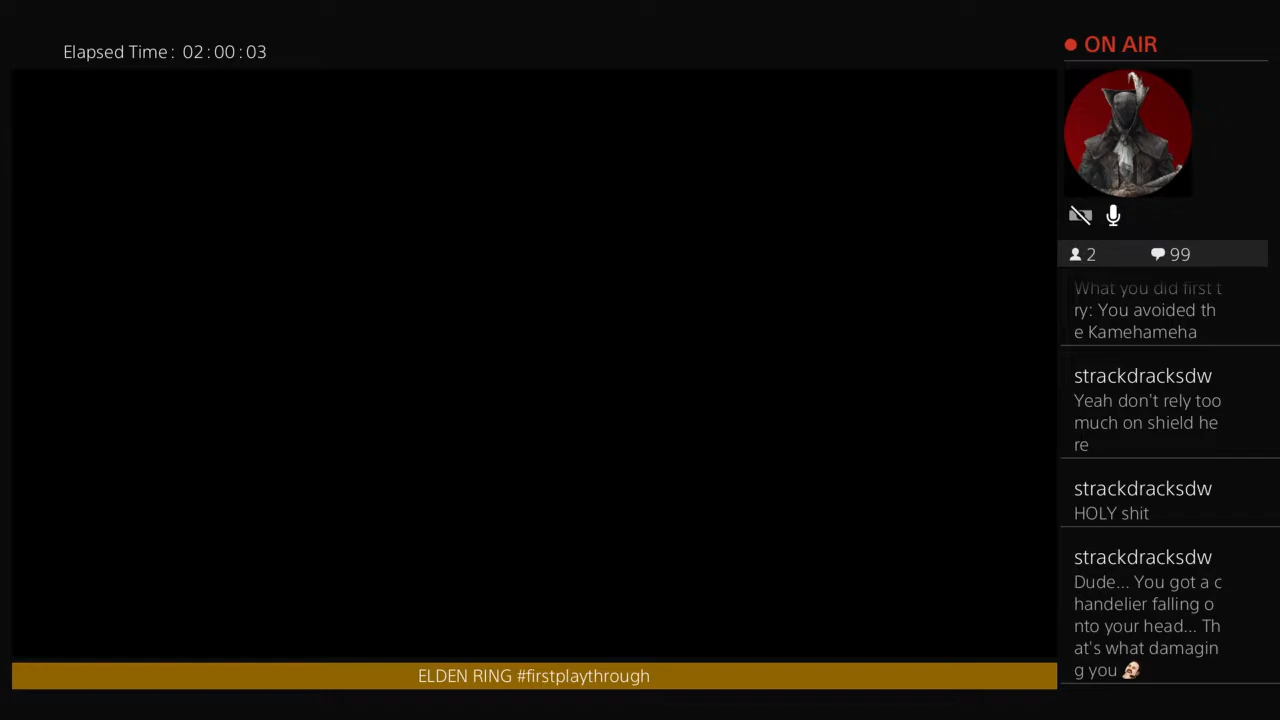 Elapsed Time: 02:00:03
ON AIR
2
99
What you did first t
ry: You avoided th
e Kamehameha
strackdracksdw
Yeah don't rely too
much on shield he
re
strackdracksdw
HOLY shit
strackdracksdw
Dude... You got a c
handelier falling o
nto your head... Th
at's what damagin
g you
ELDEN RING #firstplaythrough